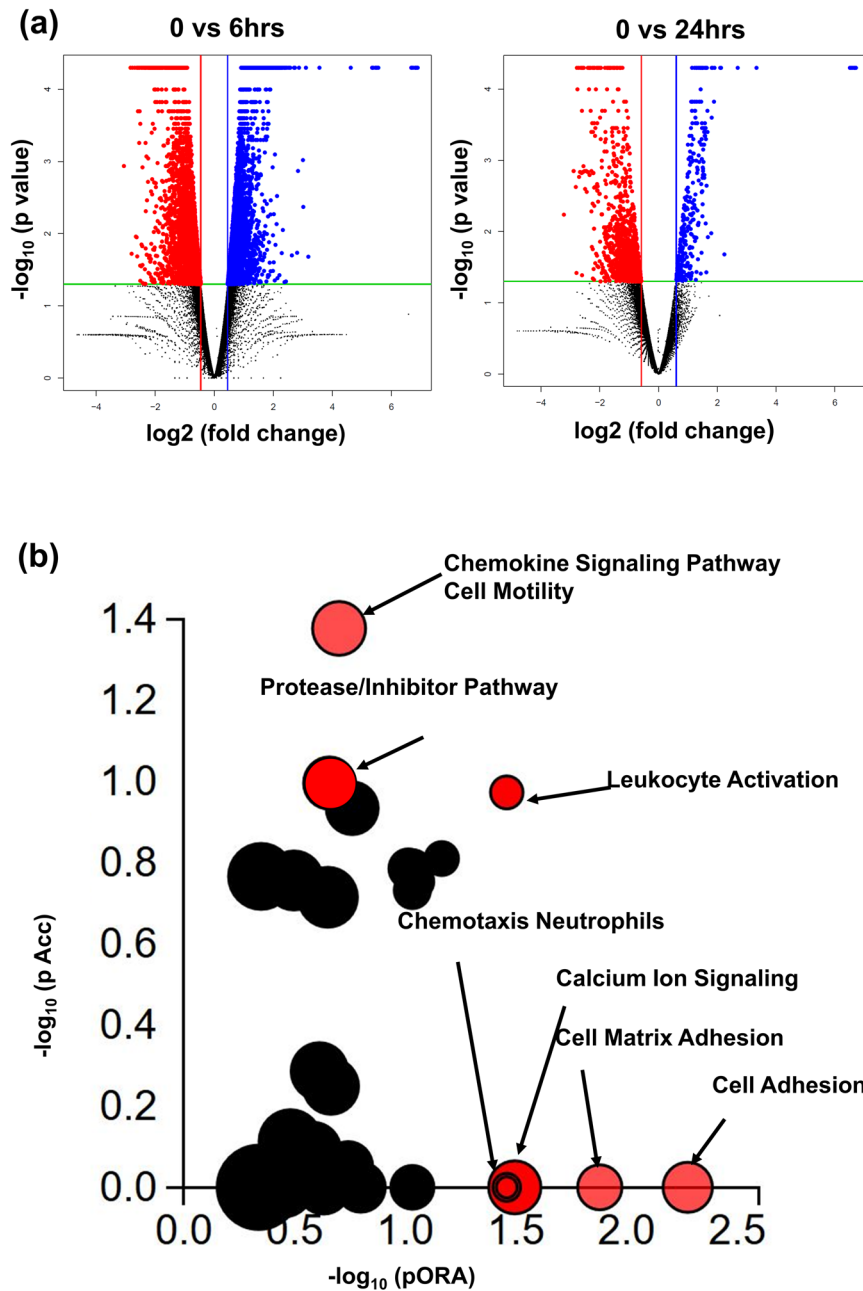 (a)
0 vs 6hrs
0 vs 24hrs
-log10 (p value)
4
3
2
1
0
−4
−2
0
2
4
6
log2 (fold change)
-log10 (p value)
4
3
2
1
0
−4
−2
0
2
4
6
log2 (fold change)
(b)
Chemokine Signaling Pathway
Cell Motility
Protease/Inhibitor Pathway
Leukocyte Activation
Chemotaxis Neutrophils
Calcium Ion Signaling
Cell Matrix Adhesion
Cell Adhesion
-log10 (p Acc)
1.4
1.2
1.0
0.8
0.6
0.4
0.2
0.0
0.0
0.5
1.0
1.5
2.0
2.5
-log10 (pORA)